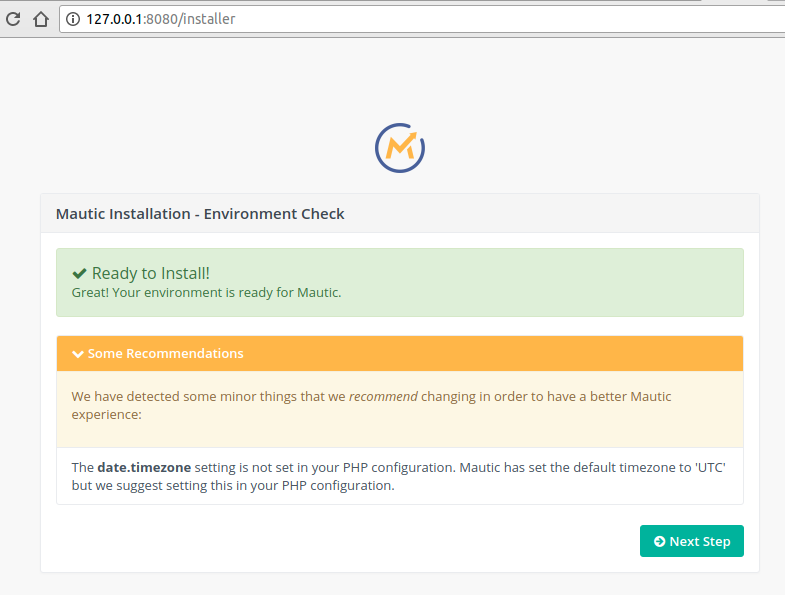 127.0.0.1:8080/installer
Mautic Installation - Environment Check
Ready to Install!
Great! Your environment is ready for Mautic.
Some Recommendations
We have detected some minor things that we recommend changing in order to have a better Mautic
experience:
The date.timezone setting is not set in your PHP configuration. Mautic has set the default timezone to 'UTC'
but we suggest setting this in your PHP configuration.
Next Step